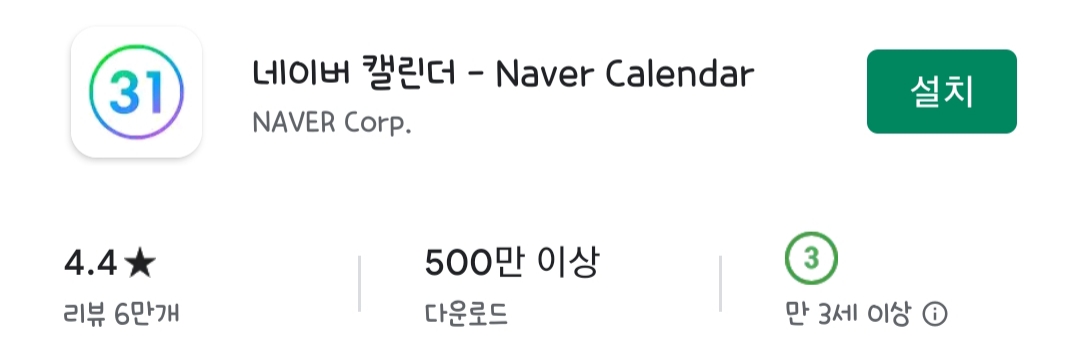 31
네이버 캘린더 - Naver Calendar
NAVER Corp.
설치
4.4★
리뷰 6만개
500만 이상
다운로드
3
만 3세 이상 ⓘ